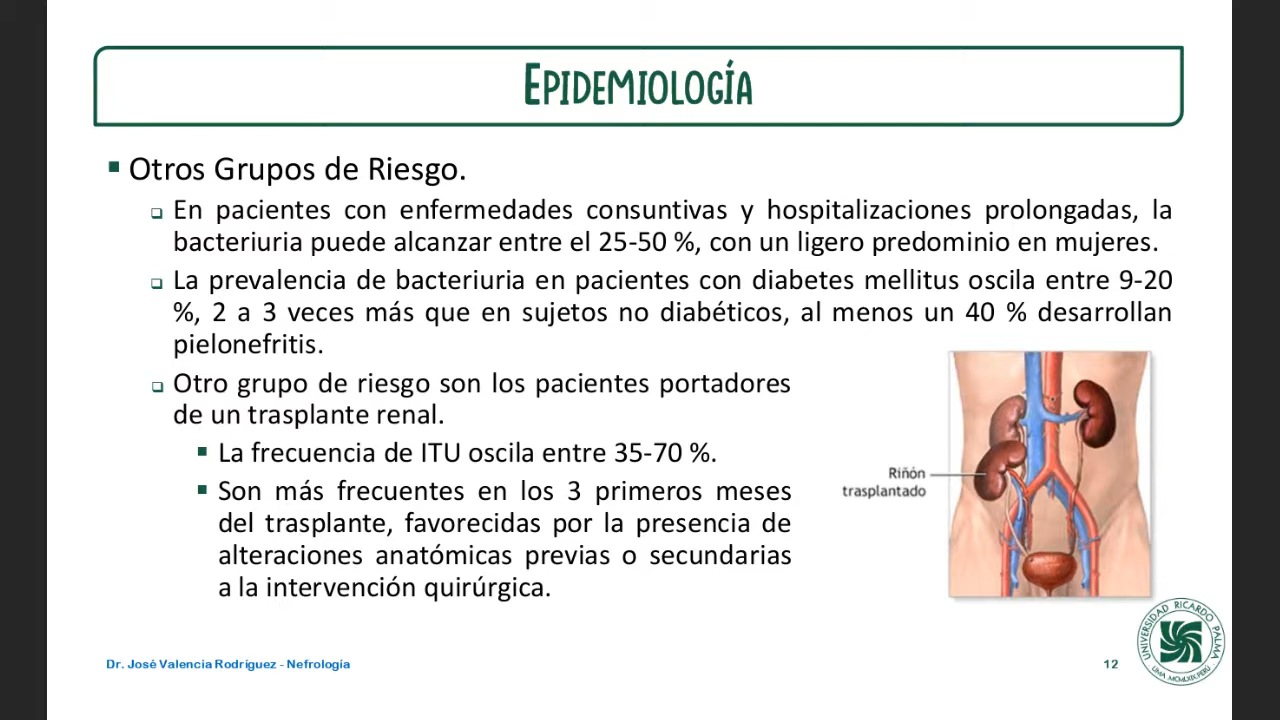 EPIDEMIOLOGÍA
Otros Grupos de Riesgo.
En pacientes con enfermedades consuntivas y hospitalizaciones prolongadas, la
bacteriuria puede alcanzar entre el 25-50 %, con un ligero predominio en mujeres.
La prevalencia de bacteriuria en pacientes con diabetes mellitus oscila entre 9-20
%, 2 a 3 veces más que en sujetos no diabéticos, al menos un 40 % desarrollan
pielonefritis.
Otro grupo de riesgo son los pacientes portadores
de un trasplante renal.
La frecuencia de ITU oscila entre 35-70 %.
Son más frecuentes en los 3 primeros meses
del trasplante, favorecidas por la presencia de
alteraciones anatómicas previas o secundarias
a la intervención quirúrgica.
Riñón
trasplantado
Dr. José Valencia Rodríguez - Nefrología
12
UNIVERSIDAD RICARDO PALMA
LIMA PERÚ